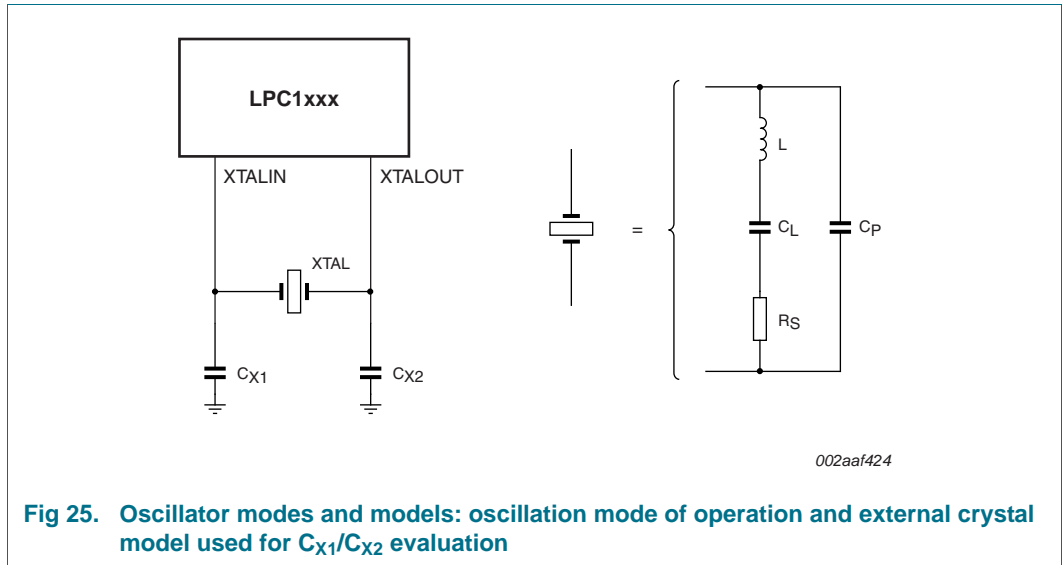 LPC1xxx
XTALIN
XTALOUT
XTAL
CX1
CX2
=
L
CL
CP
RS
002aaf424
Fig 25. Oscillator modes and models: oscillation mode of operation and external crystal
model used for CX1/CX2 evaluation